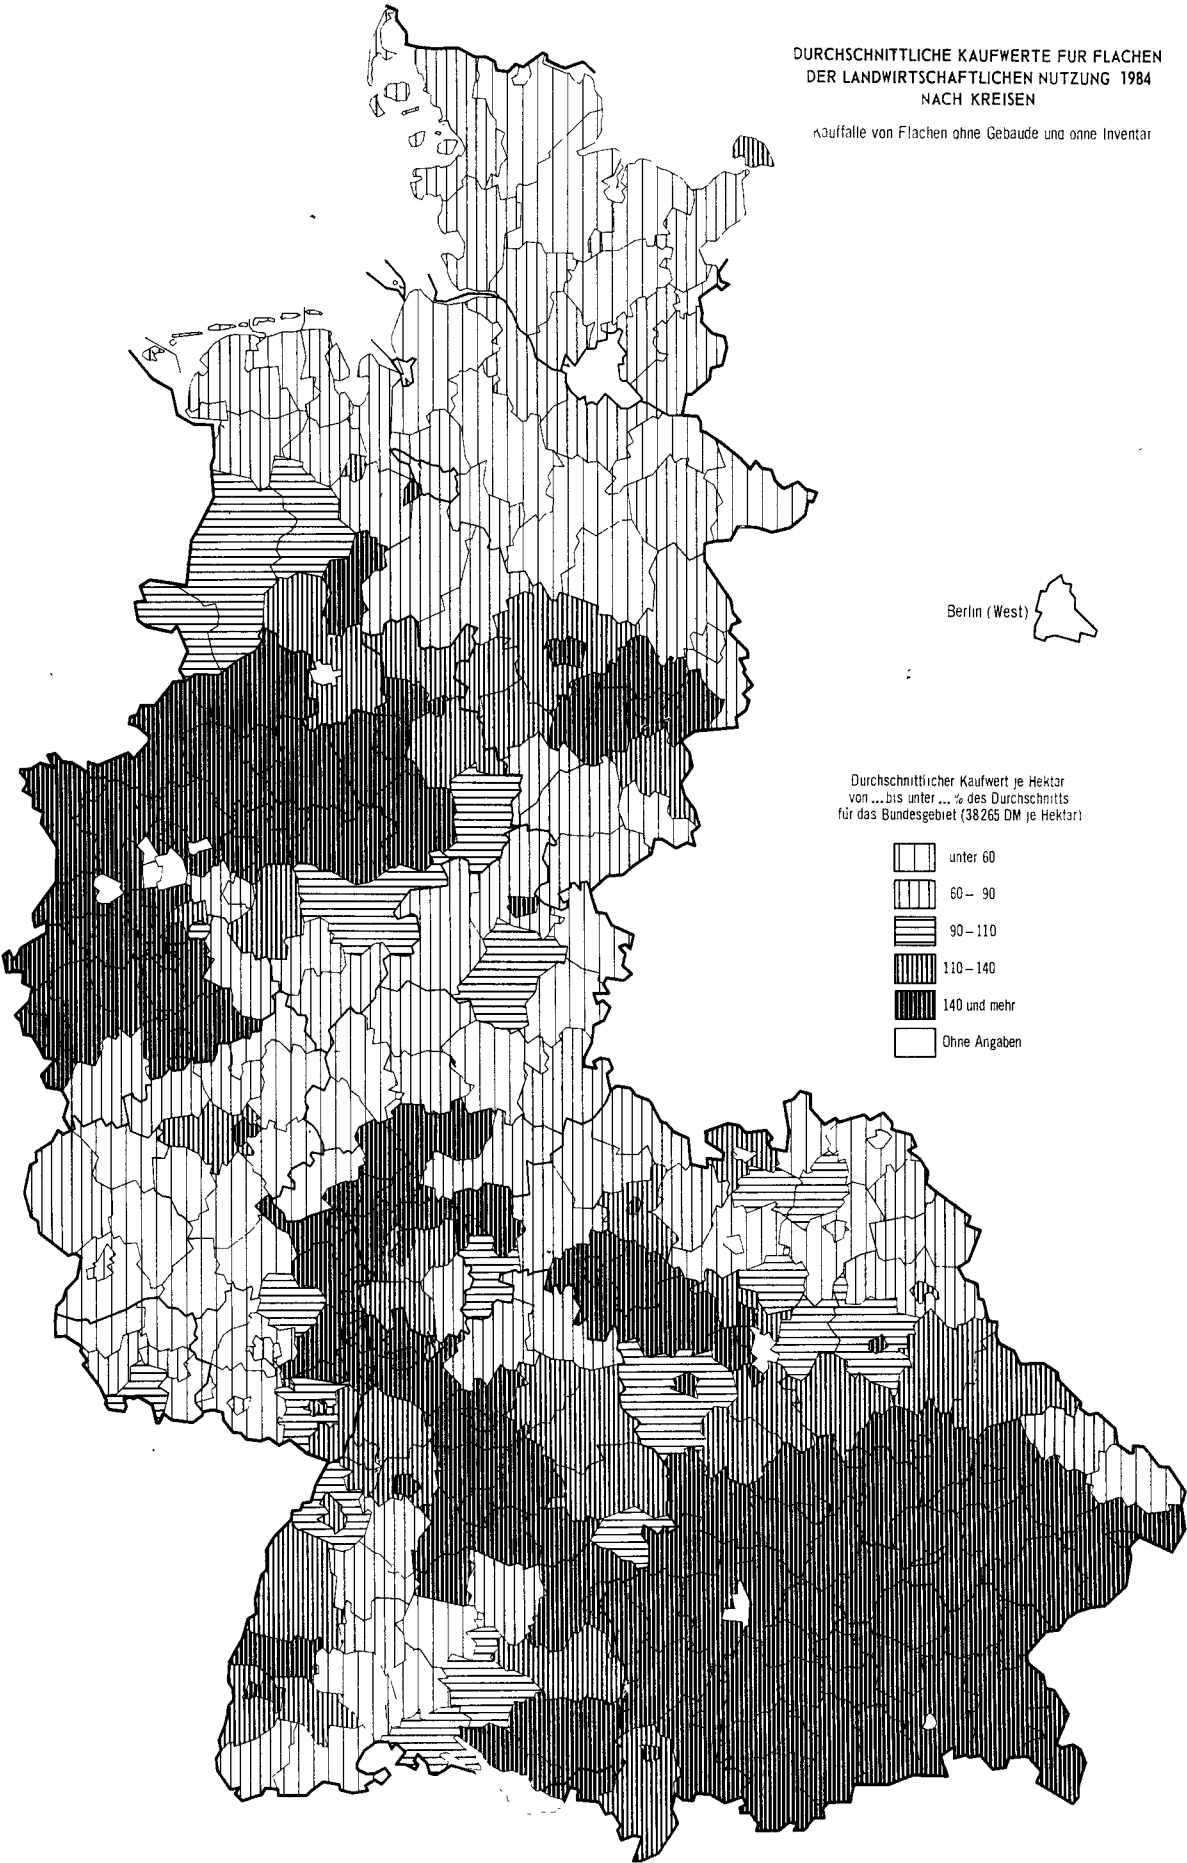 DURCHSCHNITTLICHE KAUFWERTE FUR FLACHEN
DER LANDWIRTSCHAFTLICHEN NUTZUNG 1984
NACH KREISEN
Kauffalle von Flachen ohne Gebaude und ohne Inventar
Berlin (West)
Durchschnittlicher Kaufwert je Hektar
von ... bis unter ... % des Durchschnitts
für das Bundesgebiet (38 265 DM je Hektar)
unter 60
60 – 90
90 – 110
110 – 140
140 und mehr
Ohne Angaben